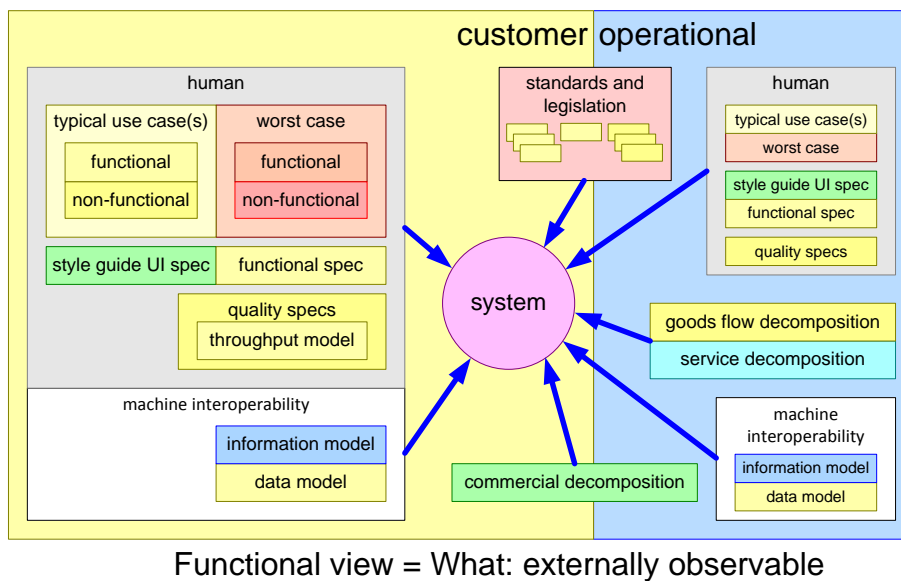 customer operational
human
typical use case(s)
functional
non-functional
worst case
functional
non-functional
style guide UI spec
functional spec
quality specs
throughput model
machine interoperability
information model
data model
standards and
legislation
system
commercial decomposition
human
typical use case(s)
worst case
style guide UI spec
functional spec
quality specs
goods flow decomposition
service decomposition
machine
interoperability
information model
data model
Functional view = What: externally observable